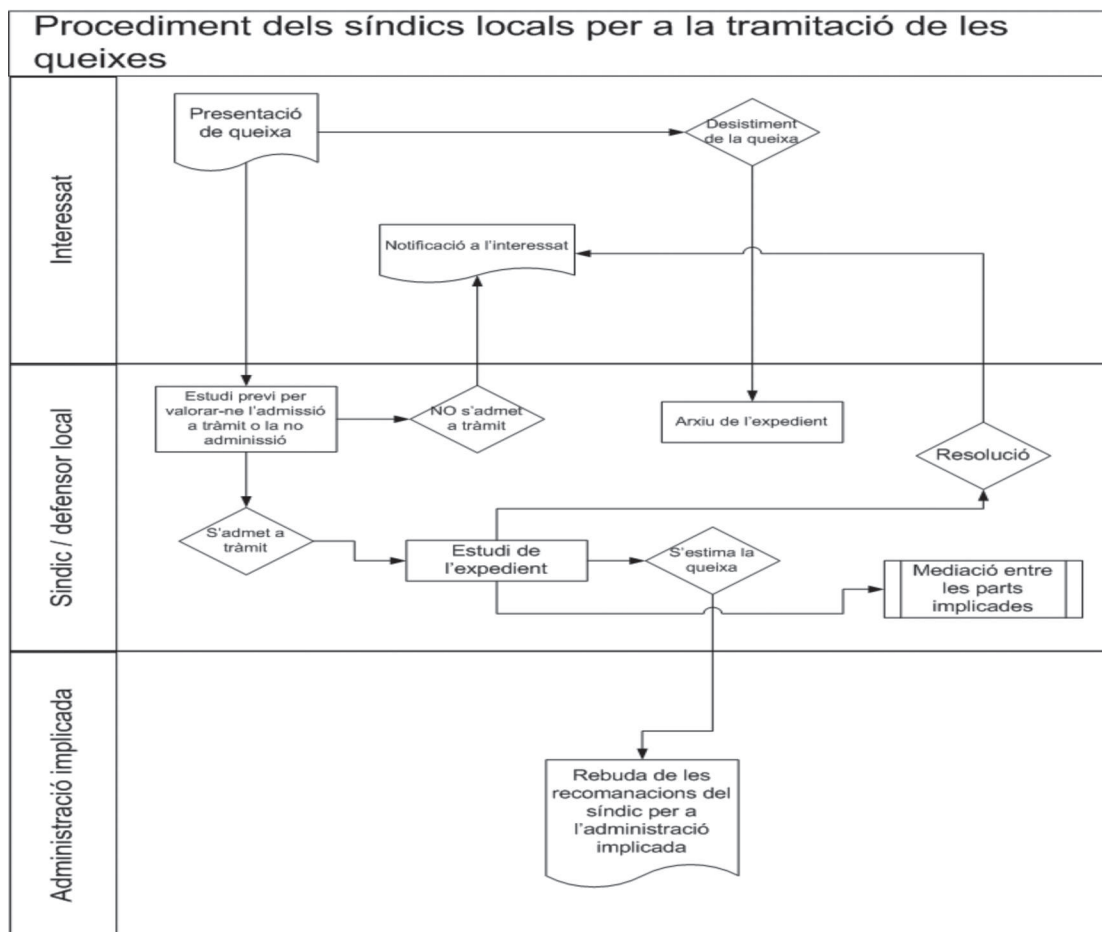 Procediment dels síndics locals per a la tramitació de les
queixes
Interessat
Presentació
de queixa
Desistiment
de la queixa
Notificació a l'interessat
Síndic / defensor local
Estudi previ per
valorar-ne l'admissió
a tràmit o la no
adminissió
NO s'admet
a tràmit
Arxiu de l'expedient
Resolució
S'admet a
tràmit
Estudi de
l'expedient
S'estima la
queixa
Mediació entre
les parts
implicades
Administració implicada
Rebuda de les
recomanacions del
síndic per a
l'administració
implicada